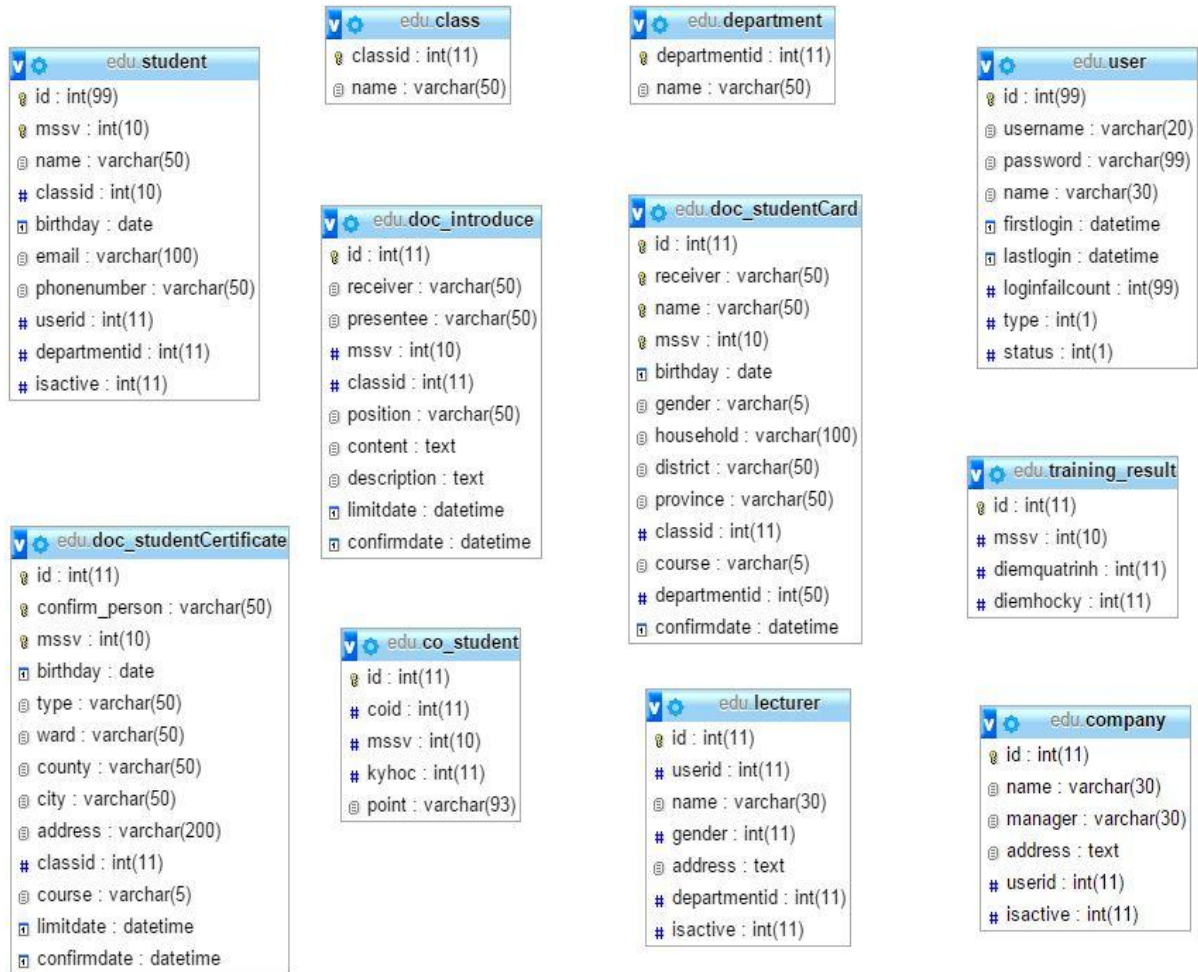 edu.student
id : int(99)
mssv : int(10)
name : varchar(50)
classid : int(10)
birthday : date
email : varchar(100)
phonenumber : varchar(50)
userid : int(11)
departmentid : int(11)
isactive : int(11)
edu.class
classid : int(11)
name : varchar(50)
edu.department
departmentid : int(11)
name : varchar(50)
edu.user
id : int(99)
username : varchar(20)
password : varchar(99)
name : varchar(30)
firstlogin : datetime
lastlogin : datetime
loginfailcount : int(99)
type : int(1)
status : int(1)
edu.doc_introduce
id : int(11)
receiver : varchar(50)
presentee : varchar(50)
mssv : int(10)
classid : int(11)
position : varchar(50)
content : text
description : text
limitdate : datetime
confirmdate : datetime
edu.doc_studentCard
id : int(11)
receiver : varchar(50)
name : varchar(50)
mssv : int(10)
birthday : date
gender : varchar(5)
household : varchar(100)
district : varchar(50)
province : varchar(50)
classid : int(11)
course : varchar(5)
departmentid : int(50)
confirmdate : datetime
edu.training_result
id : int(11)
mssv : int(10)
diemquatrinh : int(11)
diemhocky : int(11)
edu.doc_studentCertificate
id : int(11)
confirm_person : varchar(50)
mssv : int(10)
birthday : date
type : varchar(50)
ward : varchar(50)
county : varchar(50)
city : varchar(50)
address : varchar(200)
classid : int(11)
course : varchar(5)
limitdate : datetime
confirmdate : datetime
edu.co_student
id : int(11)
coid : int(11)
mssv : int(10)
kyhoc : int(11)
point : varchar(93)
edu.lecturer
id : int(11)
userid : int(11)
name : varchar(30)
gender : int(11)
address : text
departmentid : int(11)
isactive : int(11)
edu.company
id : int(11)
name : varchar(30)
manager : varchar(30)
address : text
userid : int(11)
isactive : int(11)